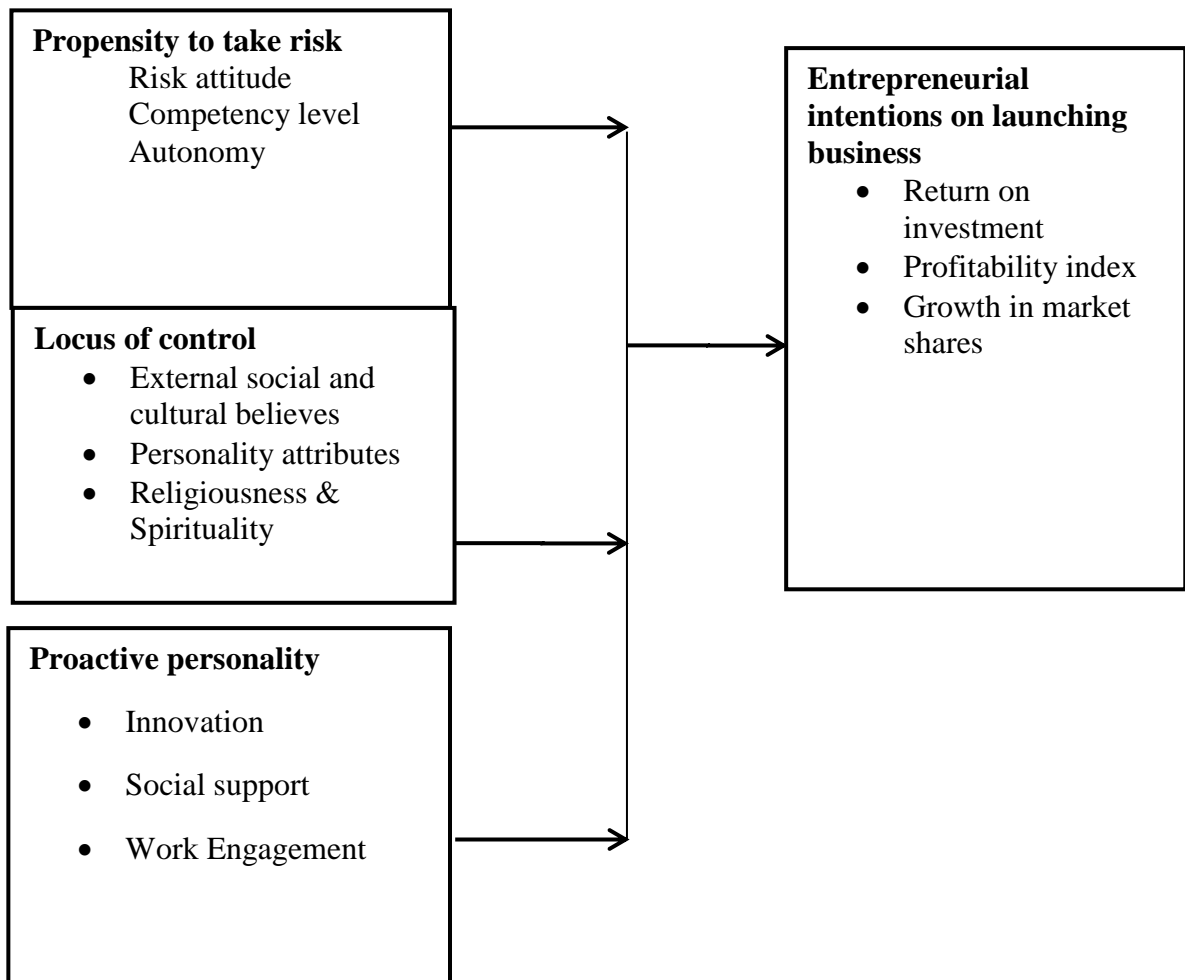 Propensity to take risk
Risk attitude
Competency level
Autonomy
Locus of control
• External social and
cultural believes
• Personality attributes
• Religiousness &
Spirituality
Proactive personality
• Innovation
• Social support
• Work Engagement
Entrepreneurial
intentions on launching
business
• Return on
investment
• Profitability index
• Growth in market
shares